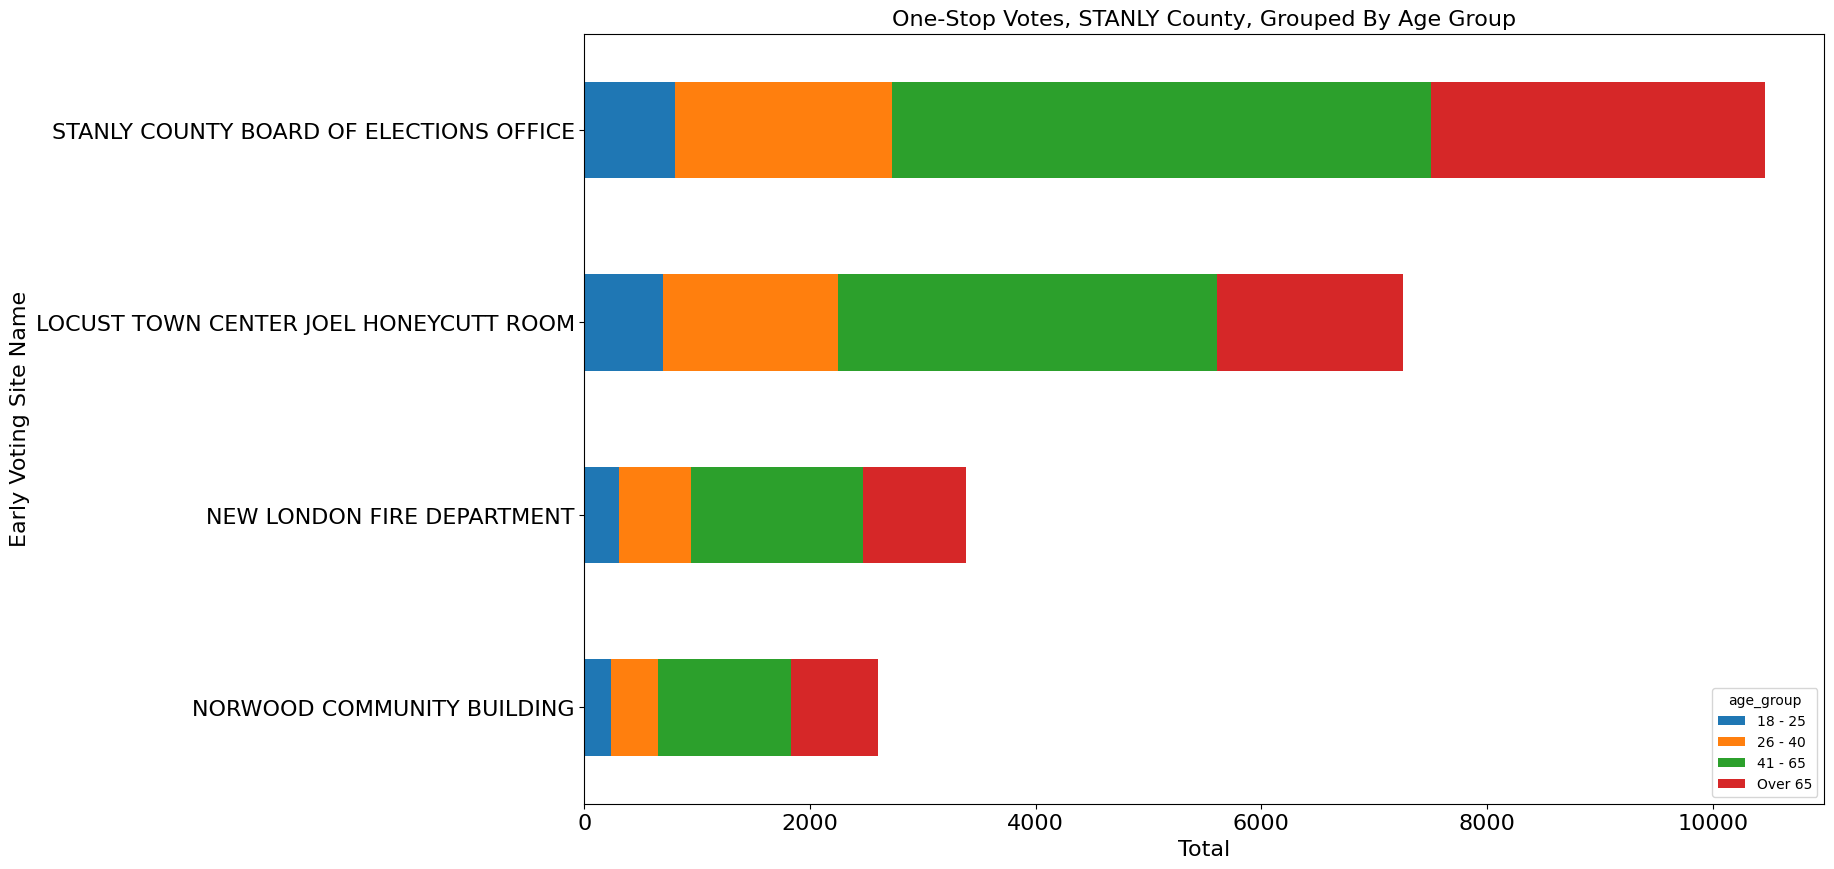 One-Stop Votes, STANLY County, Grouped By Age Group
Early Voting Site Name
STANLY COUNTY BOARD OF ELECTIONS OFFICE
LOCUST TOWN CENTER JOEL HONEYCUTT ROOM
NEW LONDON FIRE DEPARTMENT
NORWOOD COMMUNITY BUILDING
age_group
18 - 25
26 - 40
41 - 65
Over 65
0 2000 4000 6000 8000 10000
Total